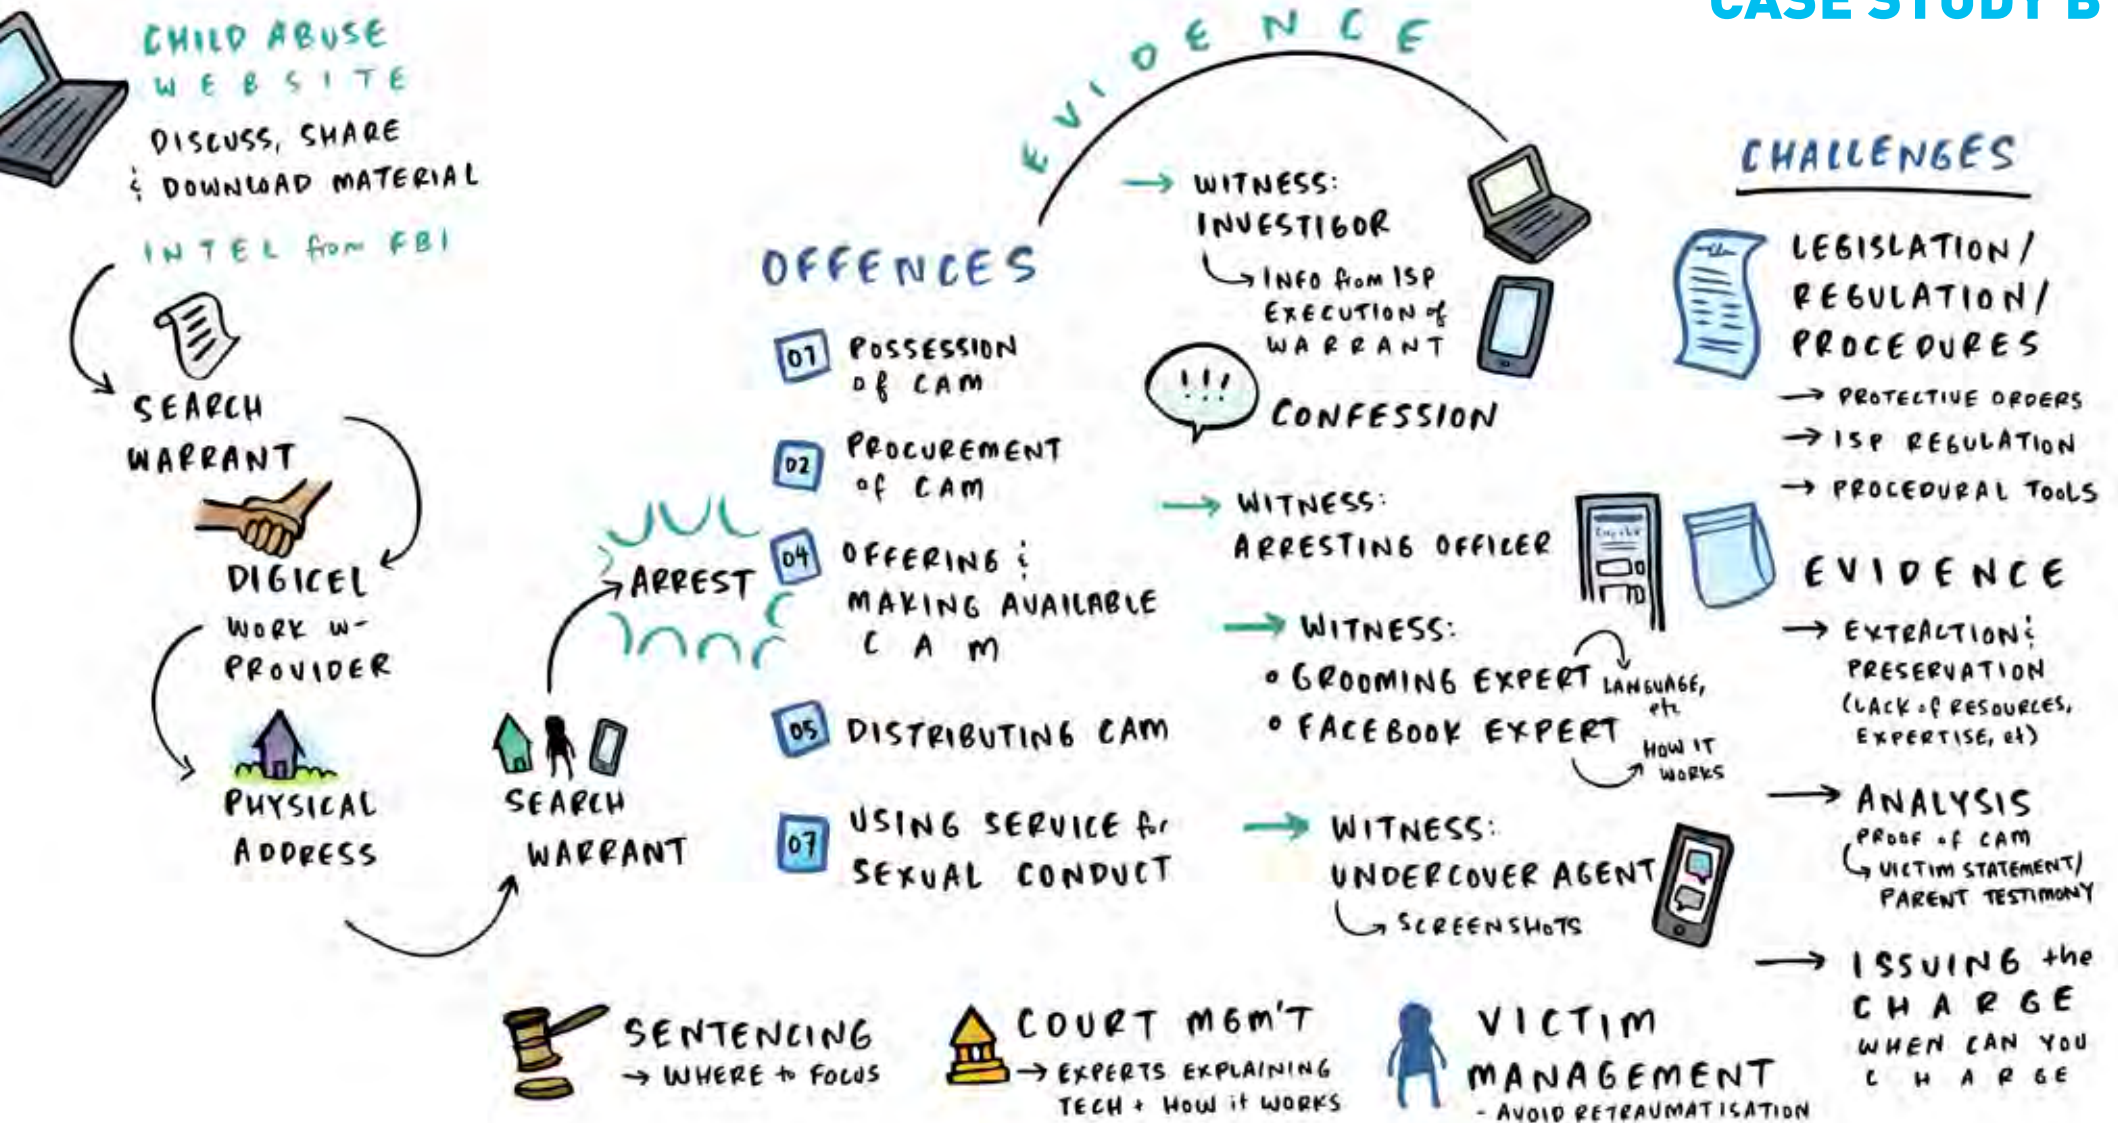 CASE STUDY B
CHILD ABUSE
WEBSITE
DISCUSS, SHARE
& DOWNLOAD MATERIAL
INTEL from FBI
SEARCH
WARRANT
DIGICEL
WORK W-
PROVIDER
PHYSICAL
ADDRESS
SEARCH
WARRANT
ARREST
OFFENCES
01 POSSESSION
of CAM
02 PROCUREMENT
of CAM
04 OFFERING &
MAKING AVAILABLE
CAM
05 DISTRIBUTING CAM
07 USING SERVICE for
SEXUAL CONDUCT
EVIDENCE
WITNESS:
INVESTIGOR
INFO from ISP
EXECUTION of
WARRANT
!!!
CONFESSION
WITNESS:
ARRESTING OFFICER
WITNESS:
• GROOMING EXPERT
LANGUAGE,
etc
• FACEBOOK EXPERT
HOW IT
WORKS
WITNESS:
UNDERCOVER AGENT
SCREENSHOTS
CHALLENGES
LEGISLATION/
REGULATION/
PROCEDURES
→ PROTECTIVE ORDERS
→ ISP REGULATION
→ PROCEDURAL TOOLS
EVIDENCE
→ EXTRACTION &
PRESERVATION
(LACK of RESOURCES,
EXPERTISE, et)
→ ANALYSIS
PROOF of CAM
VICTIM STATEMENT/
PARENT TESTIMONY
→ ISSUING the
CHARGE
WHEN CAN YOU
CHARGE
SENTENCING
→ WHERE to FOCUS
COURT MGM'T
→ EXPERTS EXPLAINING
TECH + HOW it WORKS
VICTIM
MANAGEMENT
- AVOID RETRAUMATISATION